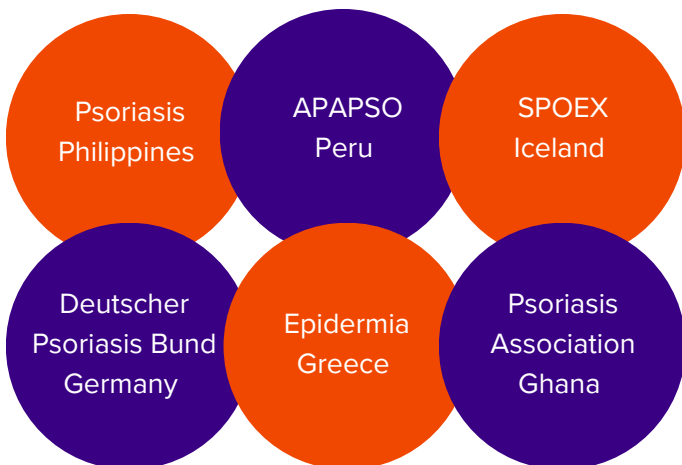 Psoriasis
Philippines
APAPSO
Peru
SPOEX
Iceland
Deutscher
Psoriasis Bund
Germany
Epidermia
Greece
Psoriasis
Association
Ghana